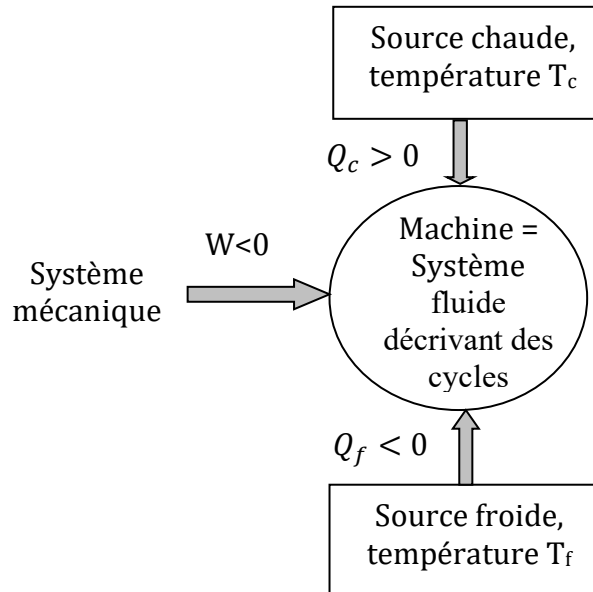 Source chaude,
température Tc
Qc > 0
W<0
Système
mécanique
Machine =
Système
fluide
décrivant des
cycles
Qf < 0
Source froide,
température Tf